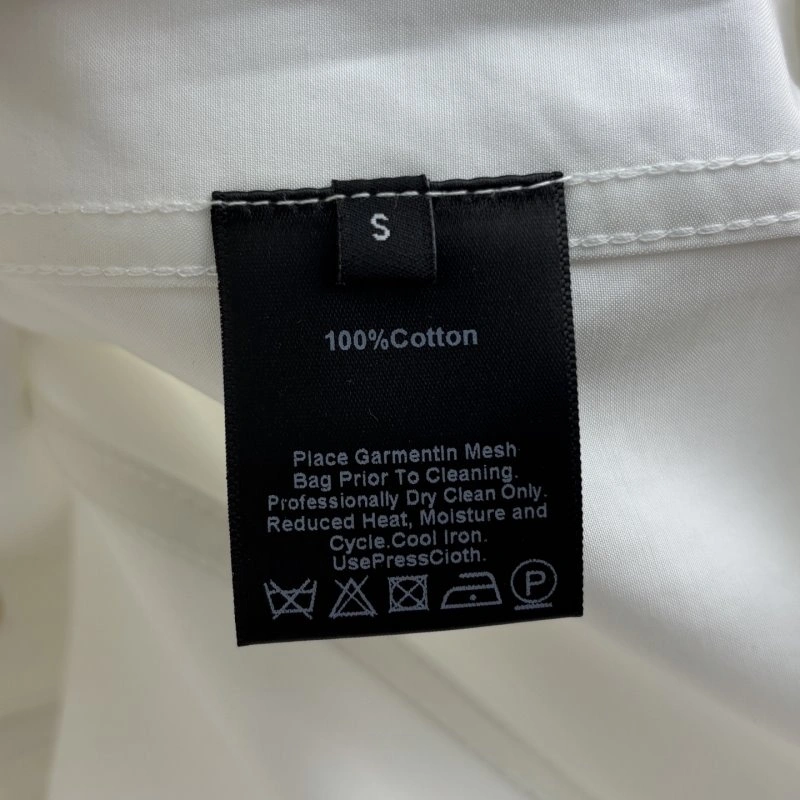 S
100%Cotton
Place GarmentIn Mesh
Bag Prior To Cleaning.
Professionally Dry Clean Only.
Reduced Heat, Moisture and
Cycle.Cool Iron.
UsePressCloth.
P